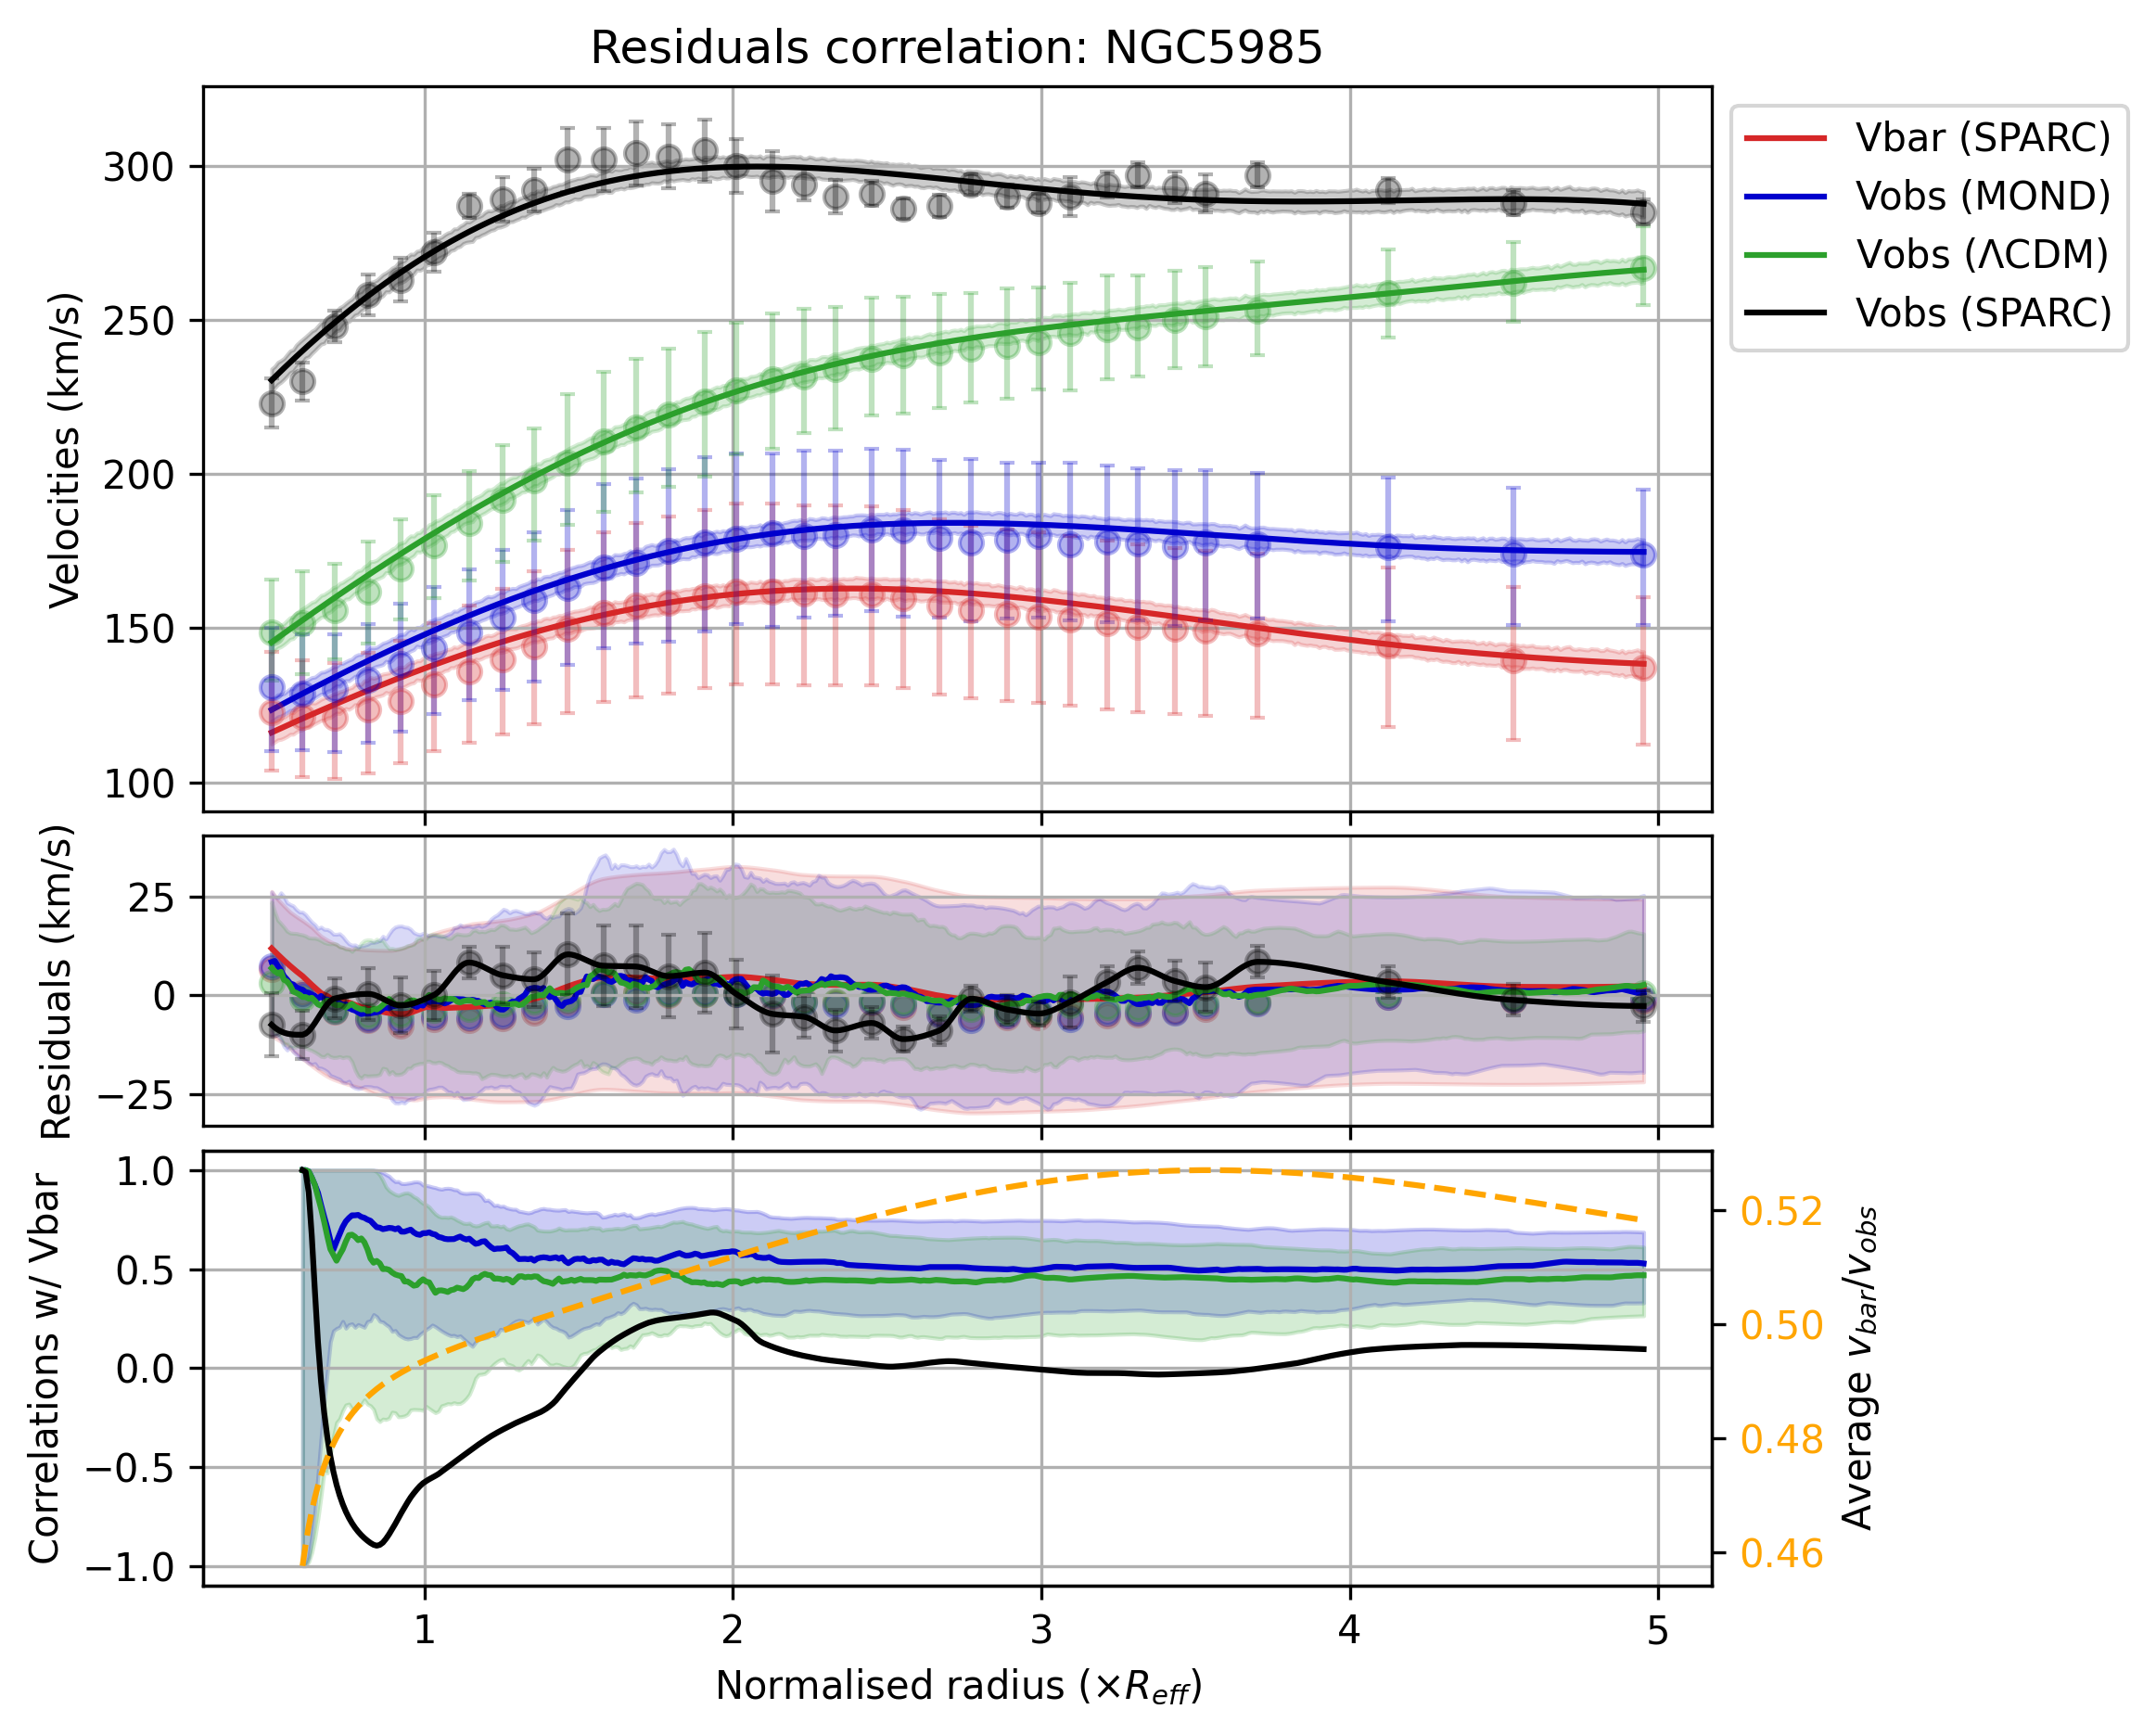 Residuals correlation: NGC5985
Velocities (km/s)
300
250
200
150
100
Vbar (SPARC)
Vobs (MOND)
Vobs (ΛCDM)
Vobs (SPARC)
Residuals (km/s)
25
0
−25
Correlations w/ Vbar
1.0
0.5
0.0
−0.5
−1.0
0.52
0.50
0.48
0.46
Average v_bar/v_obs
1 2 3 4 5
Normalised radius (×R_eff)